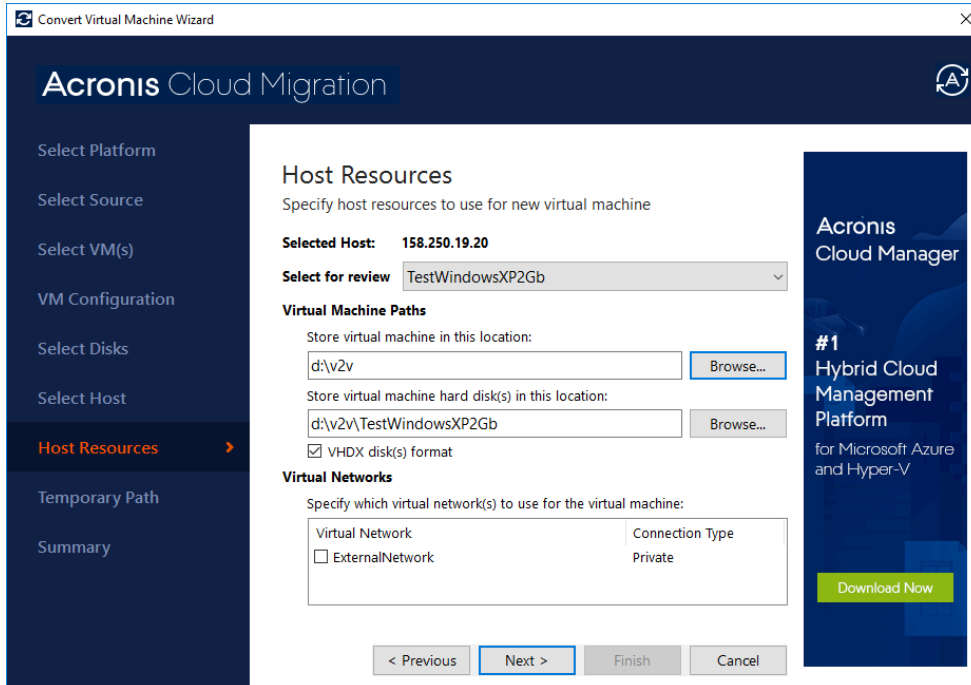 Convert Virtual Machine Wizard
Acronis Cloud Migration
A
Select Platform
Select Source
Select VM(s)
VM Configuration
Select Disks
Select Host
Host Resources
Temporary Path
Summary
Host Resources
Specify host resources to use for new virtual machine
Selected Host: 158.250.19.20
Select for review TestWindowsXP2Gb
Virtual Machine Paths
Store virtual machine in this location:
d:\v2v Browse...
Store virtual machine hard disk(s) in this location:
d:\v2v\TestWindowsXP2Gb Browse...
VHDX disk(s) format
Virtual Networks
Specify which virtual network(s) to use for the virtual machine:
Virtual Network Connection Type
ExternalNetwork Private
< Previous Next > Finish Cancel
Acronis
Cloud Manager
#1
Hybrid Cloud
Management
Platform
for Microsoft Azure
and Hyper-V
Download Now